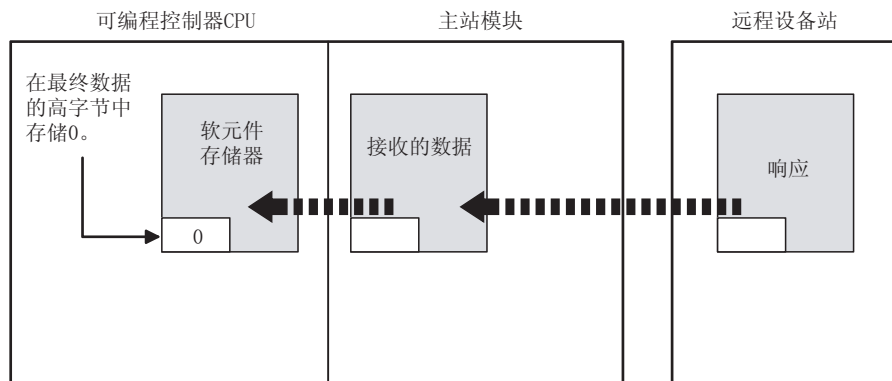 可编程控制器CPU
主站模块
远程设备站
在最终数据
的高字节中
存储0。
软元件
存储器
接收的数据
响应
0